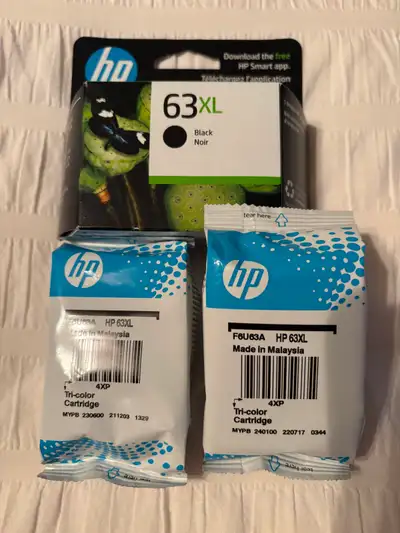 Download the free
HP Smart app.
Téléchargez l'application
hp
63XL
Black
Noir
tear here
hp
F6U63A HP 63XL
Made in Malaysia
4XP
Tri-color
Cartridge
MYPB 230600 211203 1329
hp
F6U63A HP 63XL
Made in Malaysia
4XP
Tri-color
Cartridge
MYPB 240100 220717 0344